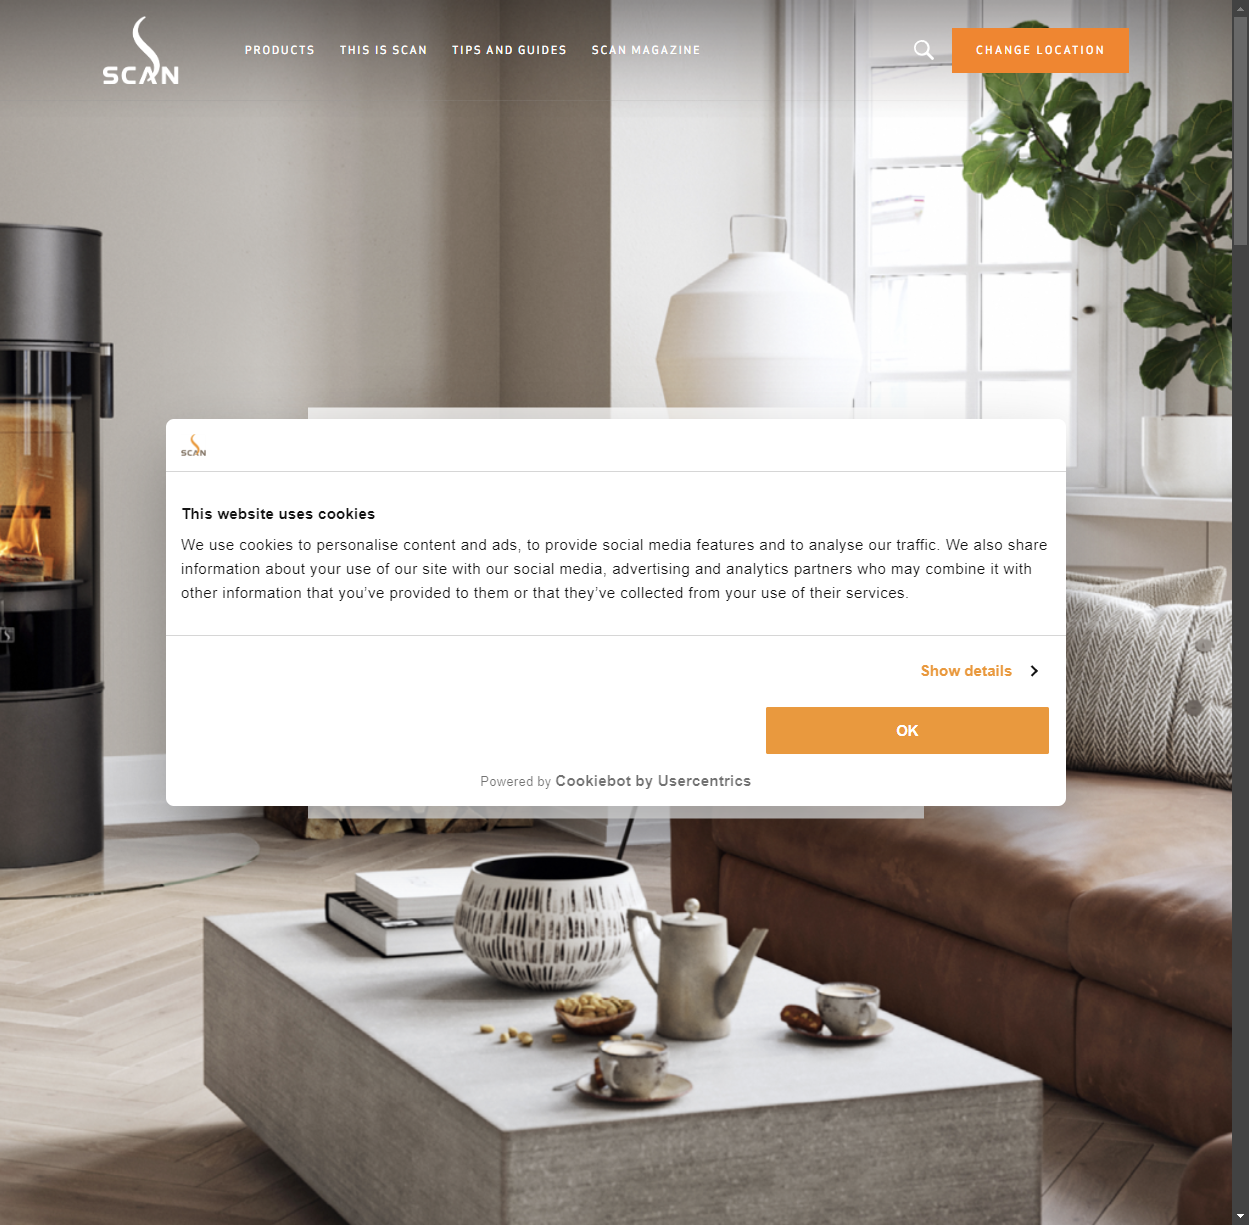 SCAN
PRODUCTS
THIS IS SCAN
TIPS AND GUIDES
SCAN MAGAZINE
CHANGE LOCATION
SCAN
This website uses cookies
We use cookies to personalise content and ads, to provide social media features and to analyse our traffic. We also share
information about your use of our site with our social media, advertising and analytics partners who may combine it with
other information that you’ve provided to them or that they’ve collected from your use of their services.
Show details
OK
Powered by Cookiebot by Usercentrics